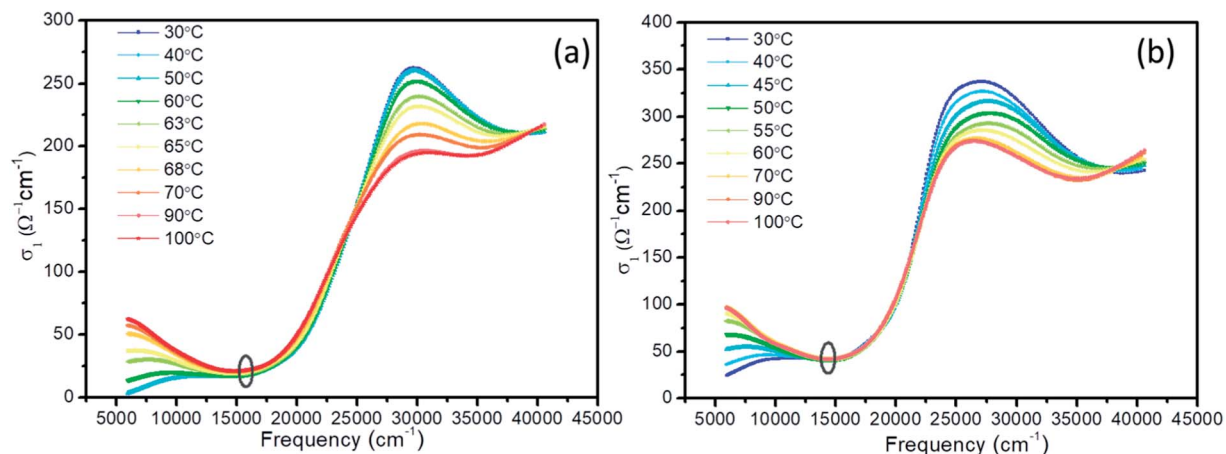 (a)
300
250
200
150
100
50
0
σ₁ (Ω⁻¹cm⁻¹)
30°C
40°C
50°C
60°C
63°C
65°C
68°C
70°C
90°C
100°C
5000 10000 15000 20000 25000 30000 35000 40000 45000
Frequency (cm⁻¹)
(b)
400
350
300
250
200
150
100
50
0
σ₁ (Ω⁻¹cm⁻¹)
30°C
40°C
45°C
50°C
55°C
60°C
70°C
90°C
100°C
5000 10000 15000 20000 25000 30000 35000 40000 45000
Frequency (cm⁻¹)